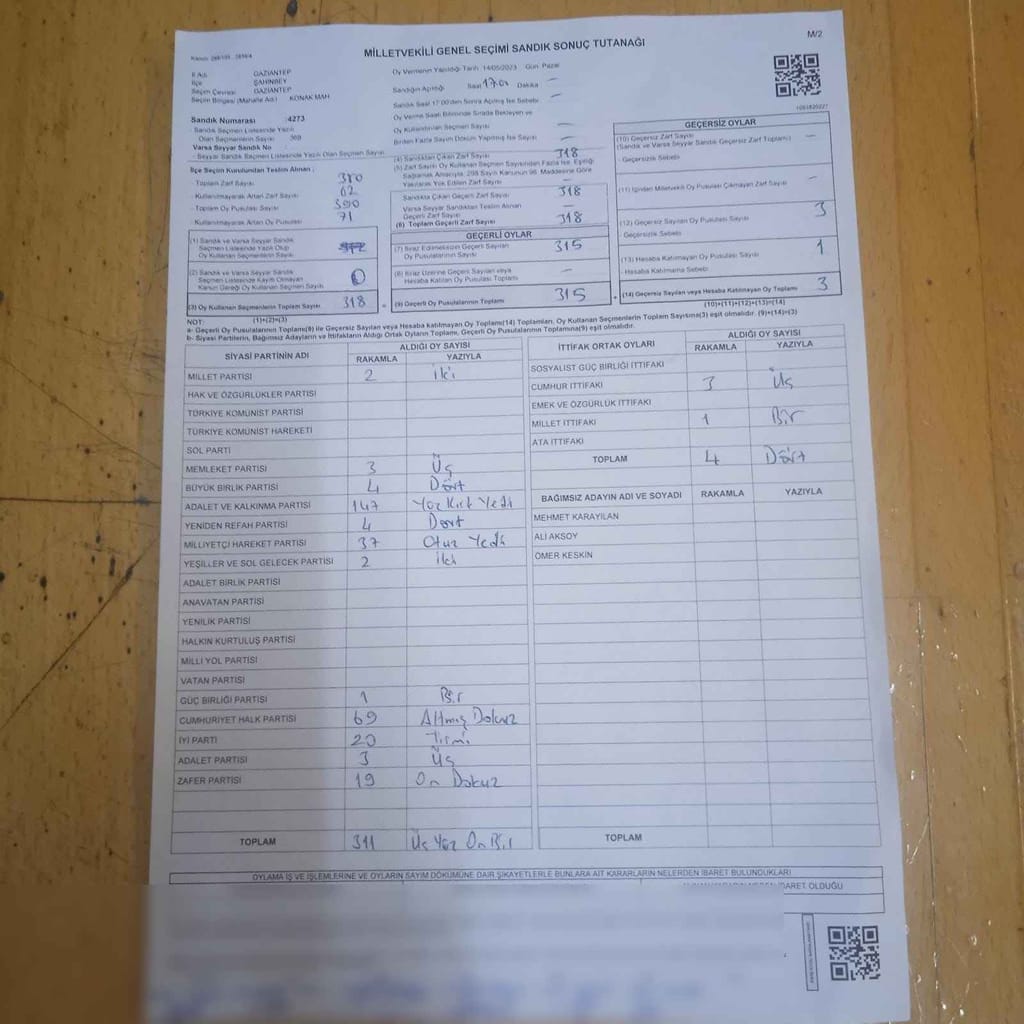 M/2
MİLLETVEKİLİ GENEL SEÇİMİ SANDIK SONUÇ TUTANAĞI
İl Adı GAZİANTEP
İlçe ŞAHİNBEY
Seçim Çevresi GAZİANTEP
Seçim Bölgesi (Mahalle Adı) KONAK MAH
Oy Vermenin Yapıldığı Tarih 14/05/2023 Gün Pazar
Sandığın Açıldığı Saat 17:00 Dakika —
Sandık Saat 17:00'den Sonra Açılmış İse Sebebi —
Oy Verme Saati Bitiminde Sırada Bekleyen ve
Oy Kullandırılan Seçmen Sayısı —
Birden Fazla Sayım Döküm Yapılmış İse Sayısı —
Sandık Numarası :4273
Sandık Seçmen Listesinde Yazılı
Olan Seçmenlerin Sayısı
Varsa Seyyar Sandık No
- Seyyar Sandık Seçmen Listesinde Yazılı Olan Seçmen Sayısı
İlçe Seçim Kurulundan Teslim Alınan ;
- Toplam Zarf Sayısı 380
- Kullanılmayarak Artan Zarf Sayısı 62
- Toplam Oy Pusulası Sayısı 390
- Kullanılmayarak Artan Oy Pusulası 71
(1) Sandık ve Varsa Seyyar Sandık
Seçmen Listesinde Yazılı Olup
Oy Kullanan Seçmenlerin Sayısı
(2) Sandık ve Varsa Seyyar Sandık
Seçmen Listesinde Kayıtlı Olmayan
Kanun Gereği Oy Kullanan Seçmenlerin Sayısı 0
(3) Oy Kullanan Seçmenlerin Toplam Sayısı 318
(1)+(2)=(3)
(4) Sandıktan Çıkan Zarf Sayısı 318
(5) Zarf Sayısı Oy Kullanan Seçmen Sayısından Fazla İse, Eşitliği
Sağlamak Amacıyla, 298 Sayılı Kanunun 98. Maddesine Göre
Yakılarak Yok Edilen Zarf Sayısı —
Sandıkta Çıkan Geçerli Zarf Sayısı 318
Varsa Seyyar Sandıktan Teslim Alınan
Geçerli Zarf Sayısı —
(6) Toplam Geçerli Zarf Sayısı 318
GEÇERLİ OYLAR
(7) İtiraz Edilmeksizin Geçerli Sayılan
Oy Pusulasının Sayısı 315
(8) İtiraz Üzerine Geçerli Sayılan veya
Hesaba Katılan Oy Pusulası Toplamı —
(9) Geçerli Oy Pusulalarının Toplamı 315
GEÇERSİZ OYLAR
(10) Geçersiz Zarf Sayısı —
(Sandık ve Varsa Seyyar Sandık Geçersiz Zarf Toplamı)
- Geçersizlik Sebebi
(11) İçinden Milletvekili Oy Pusulası Çıkmayan Zarf Sayısı —
(12) Geçersiz Sayılan Oy Pusulası Sayısı 3
- Geçersizlik Sebebi
(13) Hesaba Katılmayan Oy Pusulası Sayısı 1
- Hesaba Katılmama Sebebi
(14) Geçersiz Sayılan veya Hesaba Katılmayan Oy Toplamı 3
(10)+(11)+(12)+(13)=(14)
NOT:
a- Geçerli Oy Pusulalarının Toplamı(9) ile Geçersiz Sayılan veya Hesaba katılmayan Oy Toplamı(14) Toplamları, Oy Kullanan Seçmenlerin Toplam Sayısına(3) eşit olmalıdır. (9)+(14)=(3)
b- Siyasi Partilerin, Bağımsız Adayların ve İttifakların Aldığı Ortak Oyların Toplamı, Geçerli Oy Pusulalarının Toplamına(9) eşit olmalıdır.
SİYASİ PARTİNİN ADI ALDIĞI OY SAYISI
RAKAMLA YAZIYLA
MİLLET PARTİSİ 2 iki
HAK VE ÖZGÜRLÜKLER PARTİSİ
TÜRKİYE KOMÜNİST PARTİSİ
TÜRKİYE KOMÜNİST HAREKETİ
SOL PARTİ
MEMLEKET PARTİSİ 3 Üç
BÜYÜK BİRLİK PARTİSİ 4 Dört
ADALET VE KALKINMA PARTİSİ 147 Yüz Kırk Yedi
YENİDEN REFAH PARTİSİ 4 Dört
MİLLİYETÇİ HAREKET PARTİSİ 37 Otuz Yedi
YEŞİLLER VE SOL GELECEK PARTİSİ 2 iki
ADALET BİRLİK PARTİSİ
ANAVATAN PARTİSİ
YENİLİK PARTİSİ
HALKIN KURTULUŞ PARTİSİ
MİLLİ YOL PARTİSİ
VATAN PARTİSİ
GÜÇ BİRLİĞİ PARTİSİ 1 Bir
CUMHURİYET HALK PARTİSİ 69 Altmış Dokuz
İYİ PARTİ 20 Yirmi
ADALET PARTİSİ 3 Üç
ZAFER PARTİSİ 19 On Dokuz
TOPLAM 311 Üç Yüz On Bir
İTTİFAK ORTAK OYLARI ALDIĞI OY SAYISI
RAKAMLA YAZIYLA
SOSYALİST GÜÇ BİRLİĞİ İTTİFAKI
CUMHUR İTTİFAKI 3 Üç
EMEK VE ÖZGÜRLÜK İTTİFAKI
MİLLET İTTİFAKI 1 Bir
ATA İTTİFAKI
TOPLAM 4 Dört
BAĞIMSIZ ADAYIN ADI VE SOYADI RAKAMLA YAZIYLA
MEHMET KARAYILAN
ALİ AKSOY
ÖMER KESKİN
TOPLAM
OYLAMA İŞ VE İŞLEMLERİNE VE OYLARIN SAYIM DÖKÜMÜNE DAİR ŞİKAYETLERLE BUNLARA AİT KARARLARIN NELERDEN İBARET BULUNDUKLARI
İBARET OLDUĞU